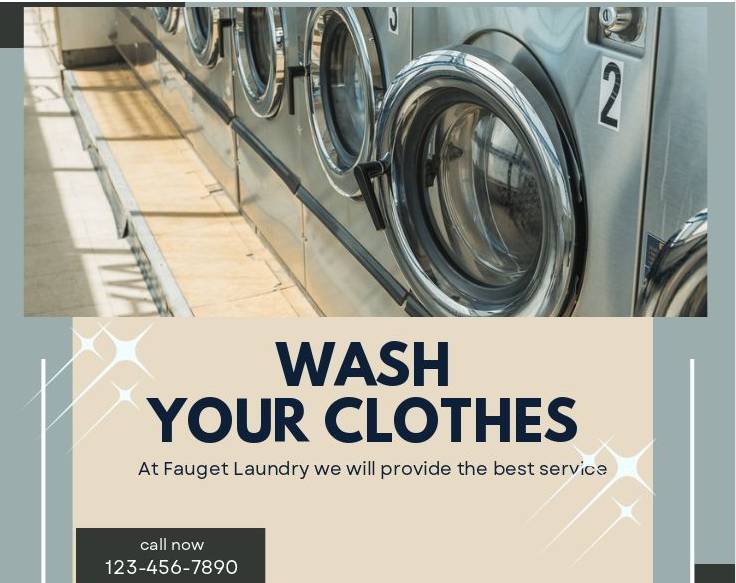 3
2
WASH
YOUR CLOTHES
At Fauget Laundry we will provide the best service
call now
123-456-7890